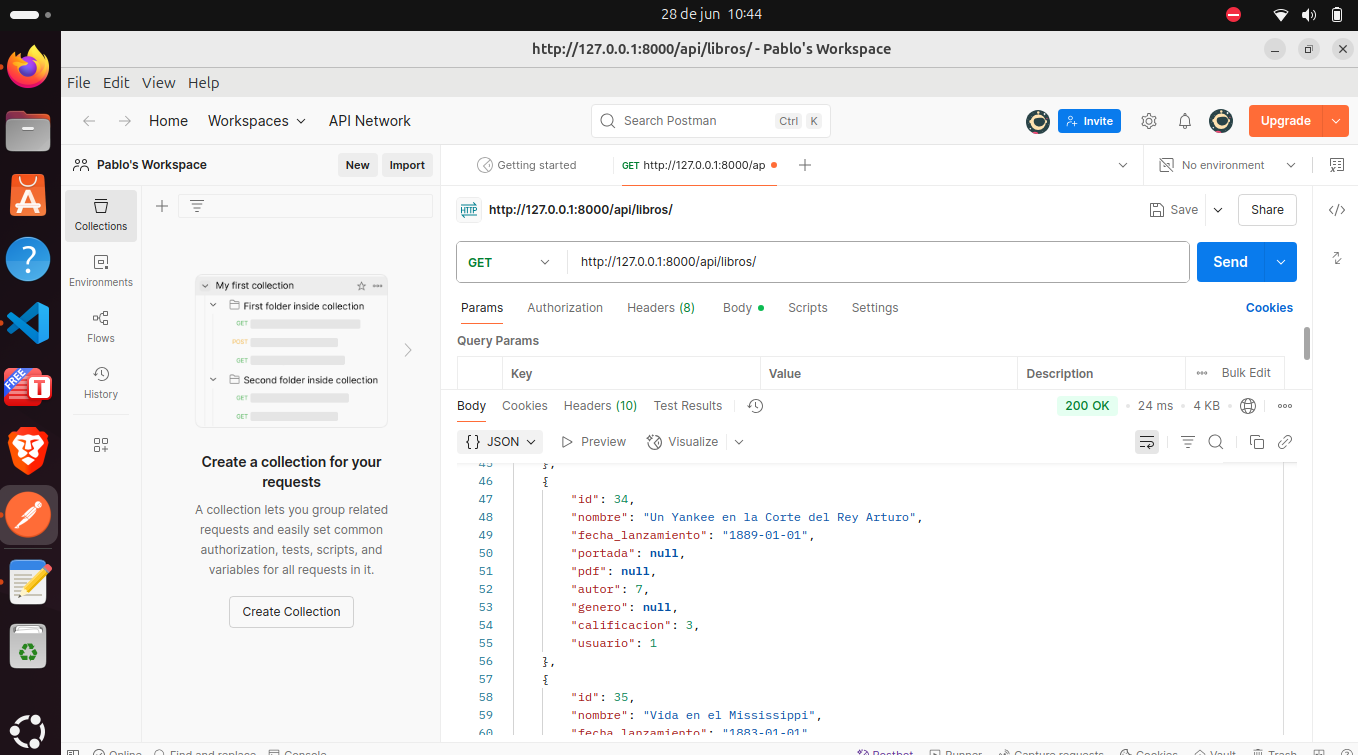 28 de jun 10:44
http://127.0.0.1:8000/api/libros/ - Pablo's Workspace
File Edit View Help
Home Workspaces API Network Search Postman Ctrl K Invite Upgrade
Pablo's Workspace New Import Getting started GET http://127.0.0.1:8000/ap No environment
Collections
Environments
Flows
History
My first collection
First folder inside collection
GET
POST
GET
Second folder inside collection
GET
GET
Create a collection for your
requests
A collection lets you group related
requests and easily set common
authorization, tests, scripts, and
variables for all requests in it.
Create Collection
HTTP http://127.0.0.1:8000/api/libros/ Save Share
GET http://127.0.0.1:8000/api/libros/ Send
Params Authorization Headers (8) Body Scripts Settings Cookies
Query Params
Key Value Description Bulk Edit
Body Cookies Headers (10) Test Results 200 OK 24 ms 4 KB
{} JSON Preview Visualize
45 },
46 {
47 "id": 34,
48 "nombre": "Un Yankee en la Corte del Rey Arturo",
49 "fecha_lanzamiento": "1889-01-01",
50 "portada": null,
51 "pdf": null,
52 "autor": 7,
53 "genero": null,
54 "calificacion": 3,
55 "usuario": 1
56 },
57 {
58 "id": 35,
59 "nombre": "Vida en el Mississippi",
60 "fecha_lanzamiento": "1883-01-01",
Online Find and replace Console Postbot Runner Capture requests Cookies Vault Trash
FREE T